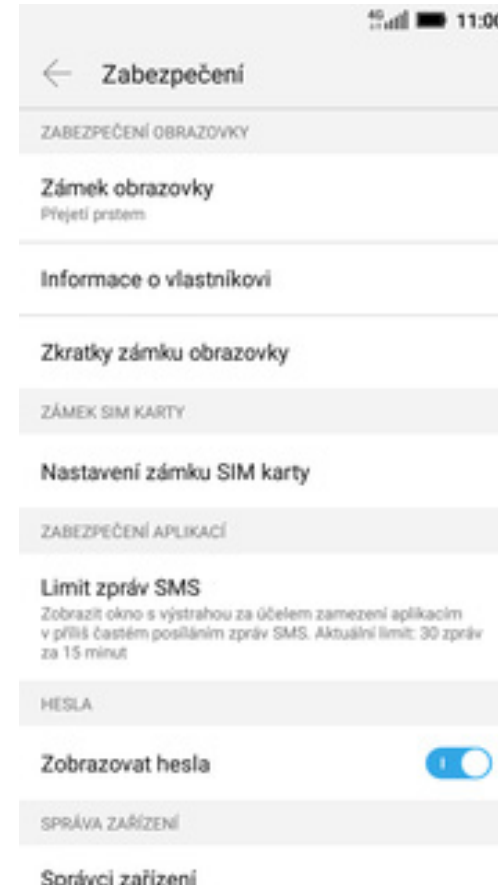 4G 11:00
Zabezpečení
ZABEZPEČENÍ OBRAZOVKY
Zámek obrazovky
Přejetí prstem
Informace o vlastníkovi
Zkratky zámku obrazovky
ZÁMEK SIM KARTY
Nastavení zámku SIM karty
ZABEZPEČENÍ APLIKACÍ
Limit zpráv SMS
Zobrazit okno s výstrahou za účelem zamezení aplikacím
v příliš častém posíláním zpráv SMS. Aktuální limit: 30 zpráv
za 15 minut
HESLA
Zobrazovat hesla
SPRÁVA ZAŘÍZENÍ
Správci zařízení